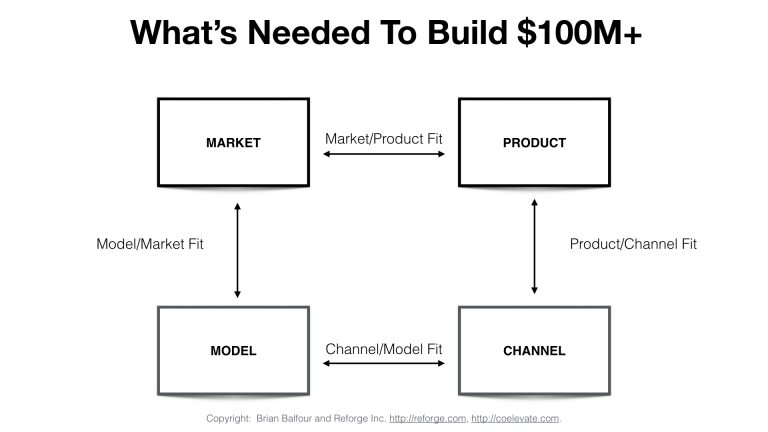 What's Needed To Build $100M+
MARKET
Market/Product Fit
PRODUCT
Model/Market Fit
Product/Channel Fit
MODEL
Channel/Model Fit
CHANNEL
Copyright: Brian Balfour and Reforge Inc. http://reforge.com, http://coelevate.com.